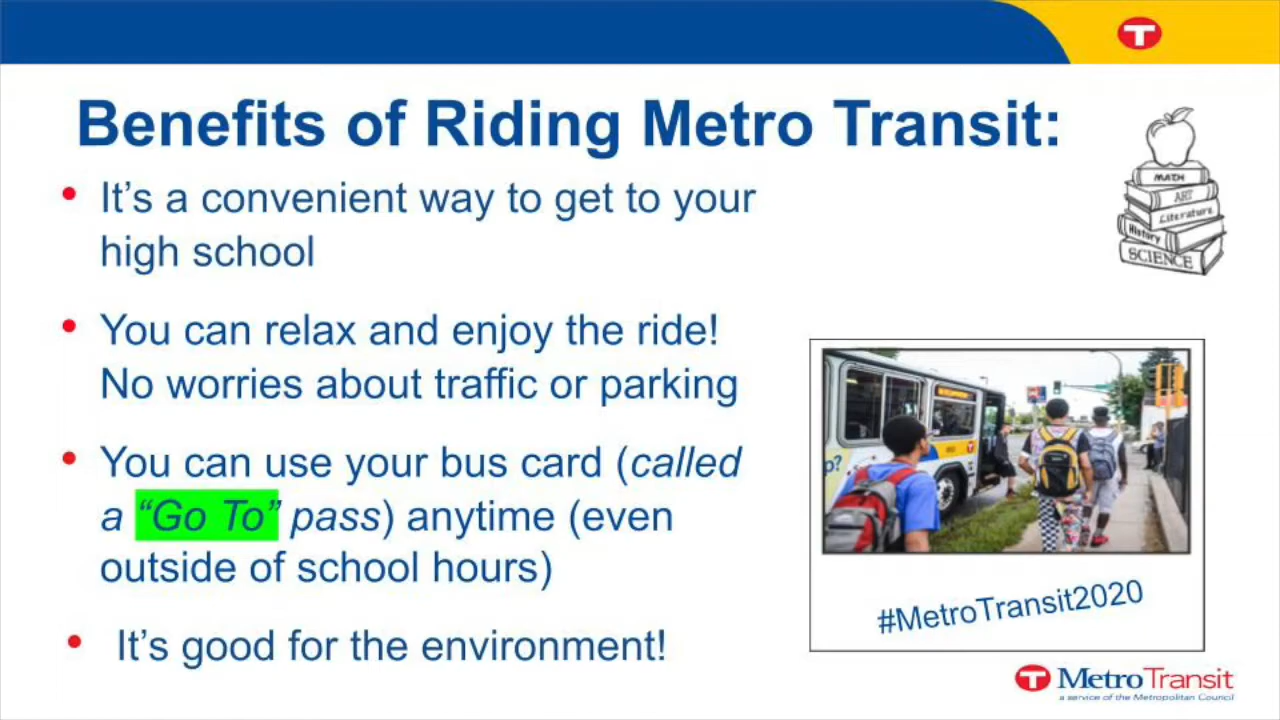 T
Benefits of Riding Metro Transit:
MATH
ART
Literature
History
SCIENCE
• It’s a convenient way to get to your
high school
• You can relax and enjoy the ride!
No worries about traffic or parking
• You can use your bus card (called
a “Go To” pass) anytime (even
outside of school hours)
• It’s good for the environment!
p?
T
#MetroTransit2020
T MetroTransit
a service of the Metropolitan Council